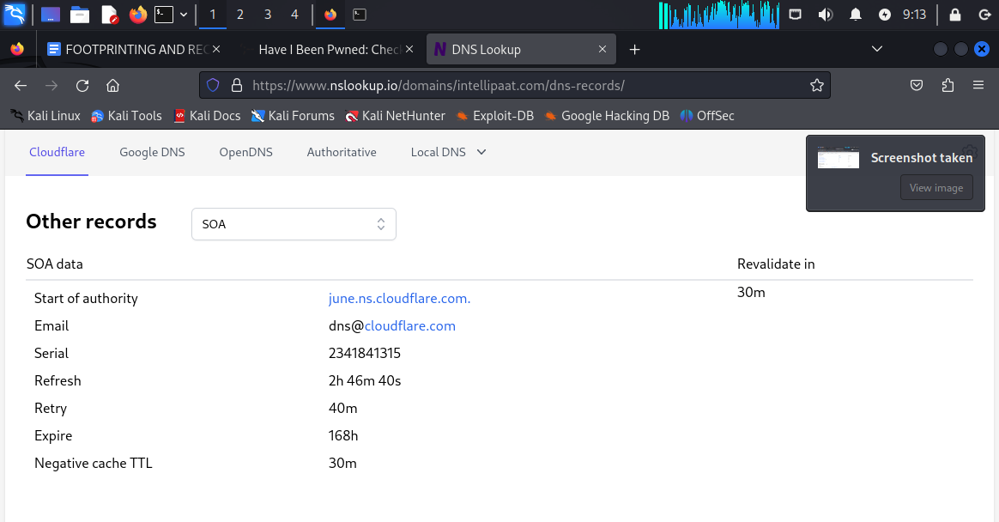 1 2 3 4 9:13
FOOTPRINTING AND REC Have I Been Pwned: Chec DNS Lookup
https://www.nslookup.io/domains/intellipaat.com/dns-records/
Kali Linux Kali Tools Kali Docs Kali Forums Kali NetHunter Exploit-DB Google Hacking DB OffSec
Cloudflare Google DNS OpenDNS Authoritative Local DNS
Screenshot taken
View image
Other records SOA
SOA data Revalidate in
Start of authority june.ns.cloudflare.com. 30m
Email dns@cloudflare.com
Serial 2341841315
Refresh 2h 46m 40s
Retry 40m
Expire 168h
Negative cache TTL 30m